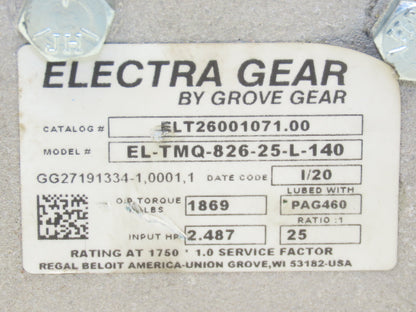 JH
ELECTRA GEAR
BY GROVE GEAR
CATALOG # ELT26001071.00
MODEL # EL-TMQ-826-25-L-140
GG27191334-1,0001,1 DATE CODE 1/20
LUBED WITH
O.P. TORQUE LBS 1869 PAG460
RATIO :1
INPUT HP 2.487 25
RATING AT 1750 1.0 SERVICE FACTOR
REGAL BELOIT AMERICA-UNION GROVE,WI 53182-USA